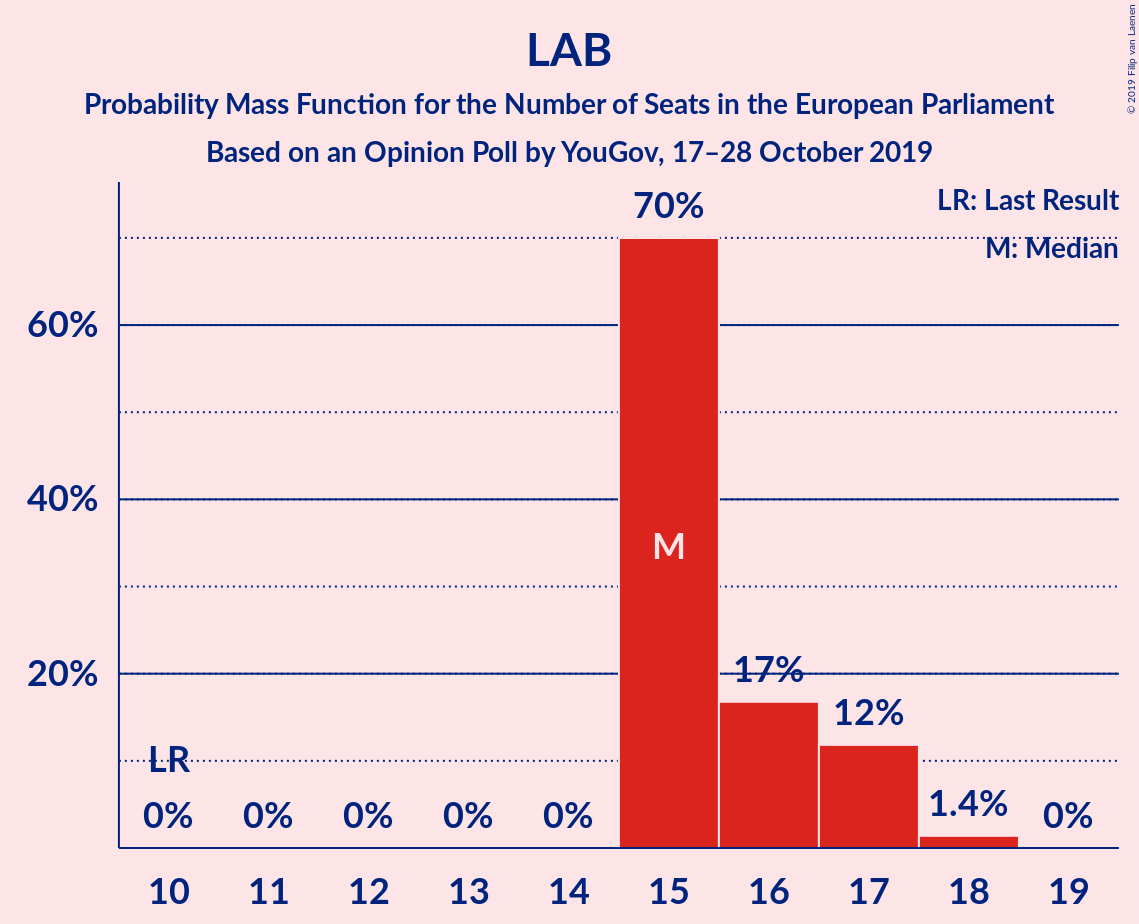 LAB
Probability Mass Function for the Number of Seats in the European Parliament
Based on an Opinion Poll by YouGov, 17–28 October 2019
© 2019 Filip van Laenen
LR: Last Result
M: Median
60%
40%
20%
70%
M
17%
12%
1.4%
LR
0%
0%
0%
0%
0%
0%
10
11
12
13
14
15
16
17
18
19